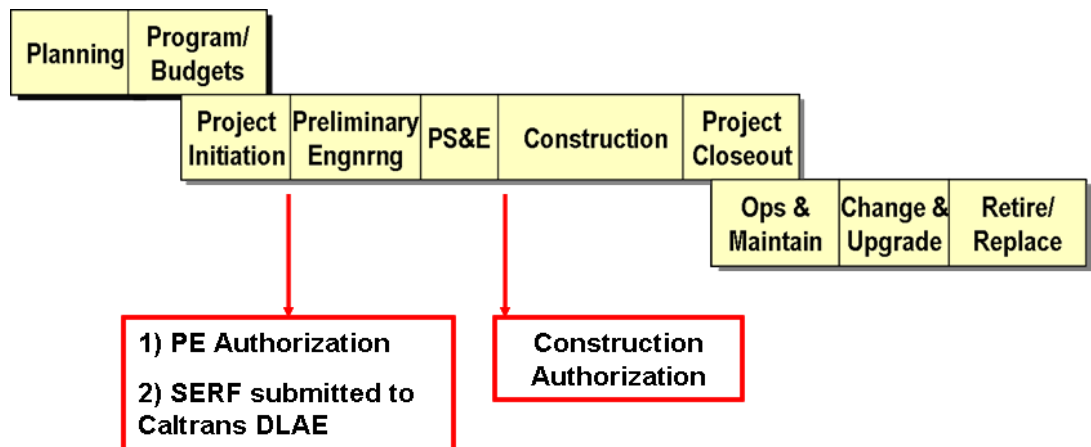 Planning
Program/
Budgets
Project
Initiation
Preliminary
Engnrng
PS&E
Construction
Project
Closeout
Ops &
Maintain
Change &
Upgrade
Retire/
Replace
1) PE Authorization
2) SERF submitted to
Caltrans DLAE
Construction
Authorization